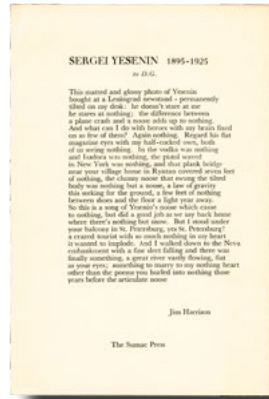 SERGEI YESENIN 1895-1925
to D.G.
This matted and glossy photo of Yesenin
bought at a Leningrad newsstand - permanently
tilted on my desk: he doesn't stare at me
he stares at nothing; the difference between
a plane crash and a noose adds up to nothing.
And what can I do with heroes with my brain fixed
on so few of them? Again nothing. Regard his flat
magazine eyes with my half-cocked own, both
of us seeing nothing. In the vodka was nothing
and Isadora was nothing, the pistol waved
in New York was nothing, and that plank bridge
near your village home in Ryazan covered seven feet
of nothing, the clumsy noose that swung the tilted
body was nothing but a noose, a law of gravity
this seeking for the ground, a few feet of nothing
between shoes and the floor a light year away.
So this is a song of Yesenin's noose which came
to nothing, but did a good job as we say back home
where there's nothing but snow. But I stood under
your balcony in St. Petersburg, yes St. Petersburg!
a crazed tourist with so much nothing in my heart
it wanted to implode. And I walked down to the Neva
embankment with a fine sleet falling and there was
finally something, a great river vastly flowing, flat
as your eyes; something to marry to my nothing heart
other than the poems you hurled into nothing those
years before the articulate noose
Jim Harrison
The Sumac Press